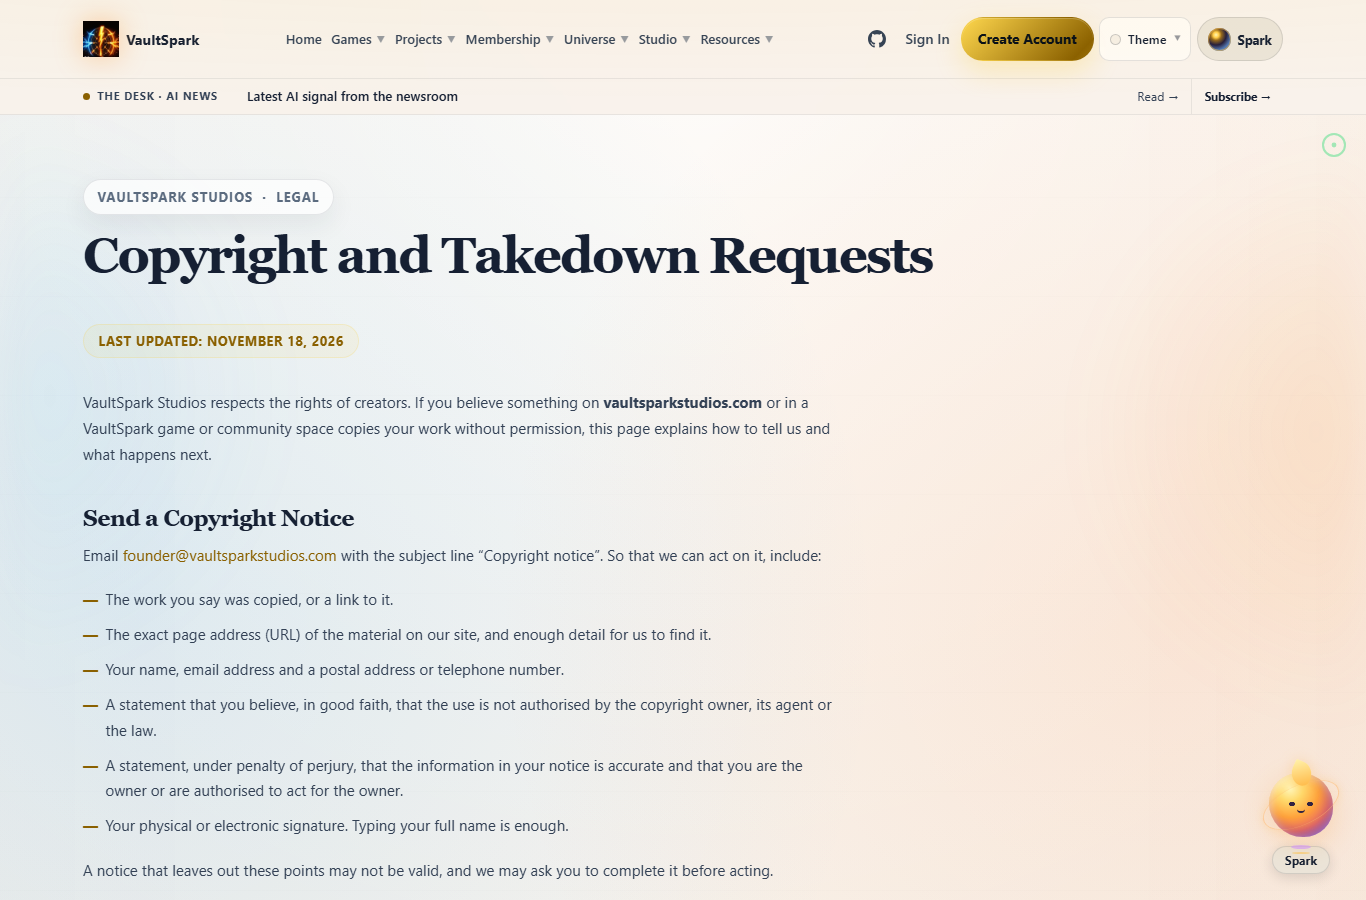 VaultSpark
Home Games Projects Membership Universe Studio Resources
Sign In
Create Account
Theme
Spark
THE DESK · AI NEWS
Latest AI signal from the newsroom
Read →
Subscribe →
VAULTSPARK STUDIOS · LEGAL
Copyright and Takedown Requests
LAST UPDATED: NOVEMBER 18, 2026
VaultSpark Studios respects the rights of creators. If you believe something on vaultsparkstudios.com or in a
VaultSpark game or community space copies your work without permission, this page explains how to tell us and
what happens next.
Send a Copyright Notice
Email founder@vaultsparkstudios.com with the subject line “Copyright notice”. So that we can act on it, include:
— The work you say was copied, or a link to it.
— The exact page address (URL) of the material on our site, and enough detail for us to find it.
— Your name, email address and a postal address or telephone number.
— A statement that you believe, in good faith, that the use is not authorised by the copyright owner, its agent or
the law.
— A statement, under penalty of perjury, that the information in your notice is accurate and that you are the
owner or are authorised to act for the owner.
— Your physical or electronic signature. Typing your full name is enough.
A notice that leaves out these points may not be valid, and we may ask you to complete it before acting.
Spark